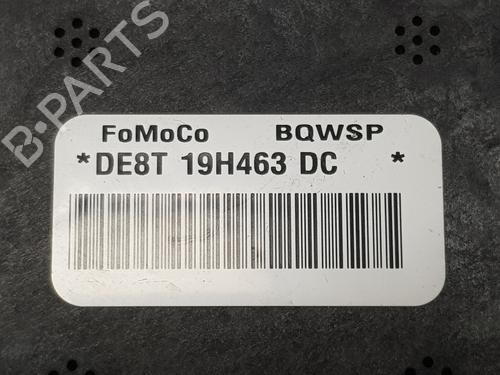 B-PARTS
FoMoCo BQWSP
*DE8T 19H463 DC *